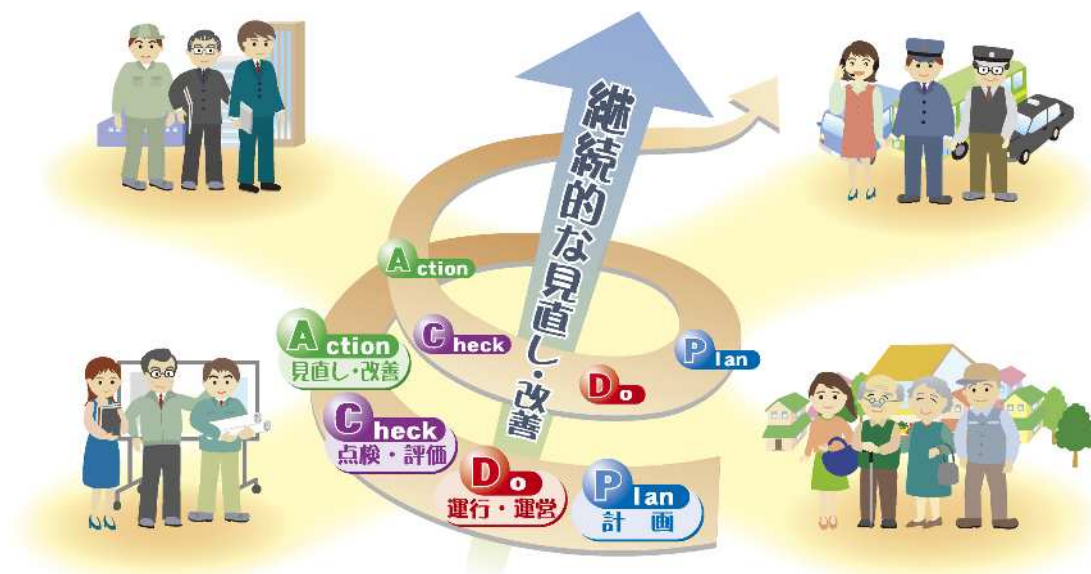 継続的な見直し・改善
Action
Check
Plan
Do
Action
見直し・改善
Check
点検・評価
Do
運行・運営
Plan
計 画